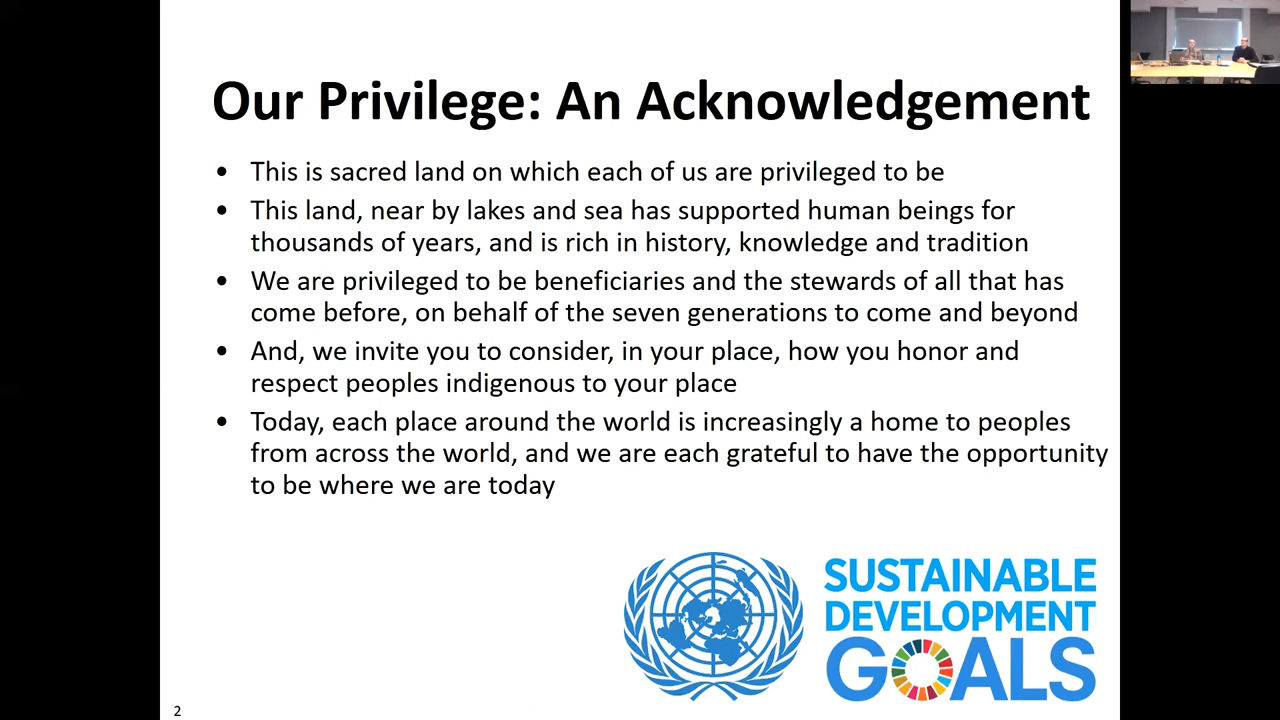 Our Privilege: An Acknowledgement
• This is sacred land on which each of us are privileged to be
• This land, near by lakes and sea has supported human beings for
thousands of years, and is rich in history, knowledge and tradition
• We are privileged to be beneficiaries and the stewards of all that has
come before, on behalf of the seven generations to come and beyond
• And, we invite you to consider, in your place, how you honor and
respect peoples indigenous to your place
• Today, each place around the world is increasingly a home to peoples
from across the world, and we are each grateful to have the opportunity
to be where we are today
SUSTAINABLE
DEVELOPMENT
GOALS
2